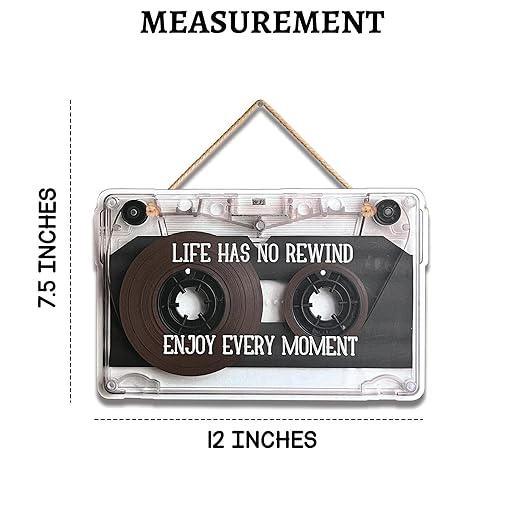 MEASUREMENT
7.5 INCHES
LIFE HAS NO REWIND
ENJOY EVERY MOMENT
12 INCHES